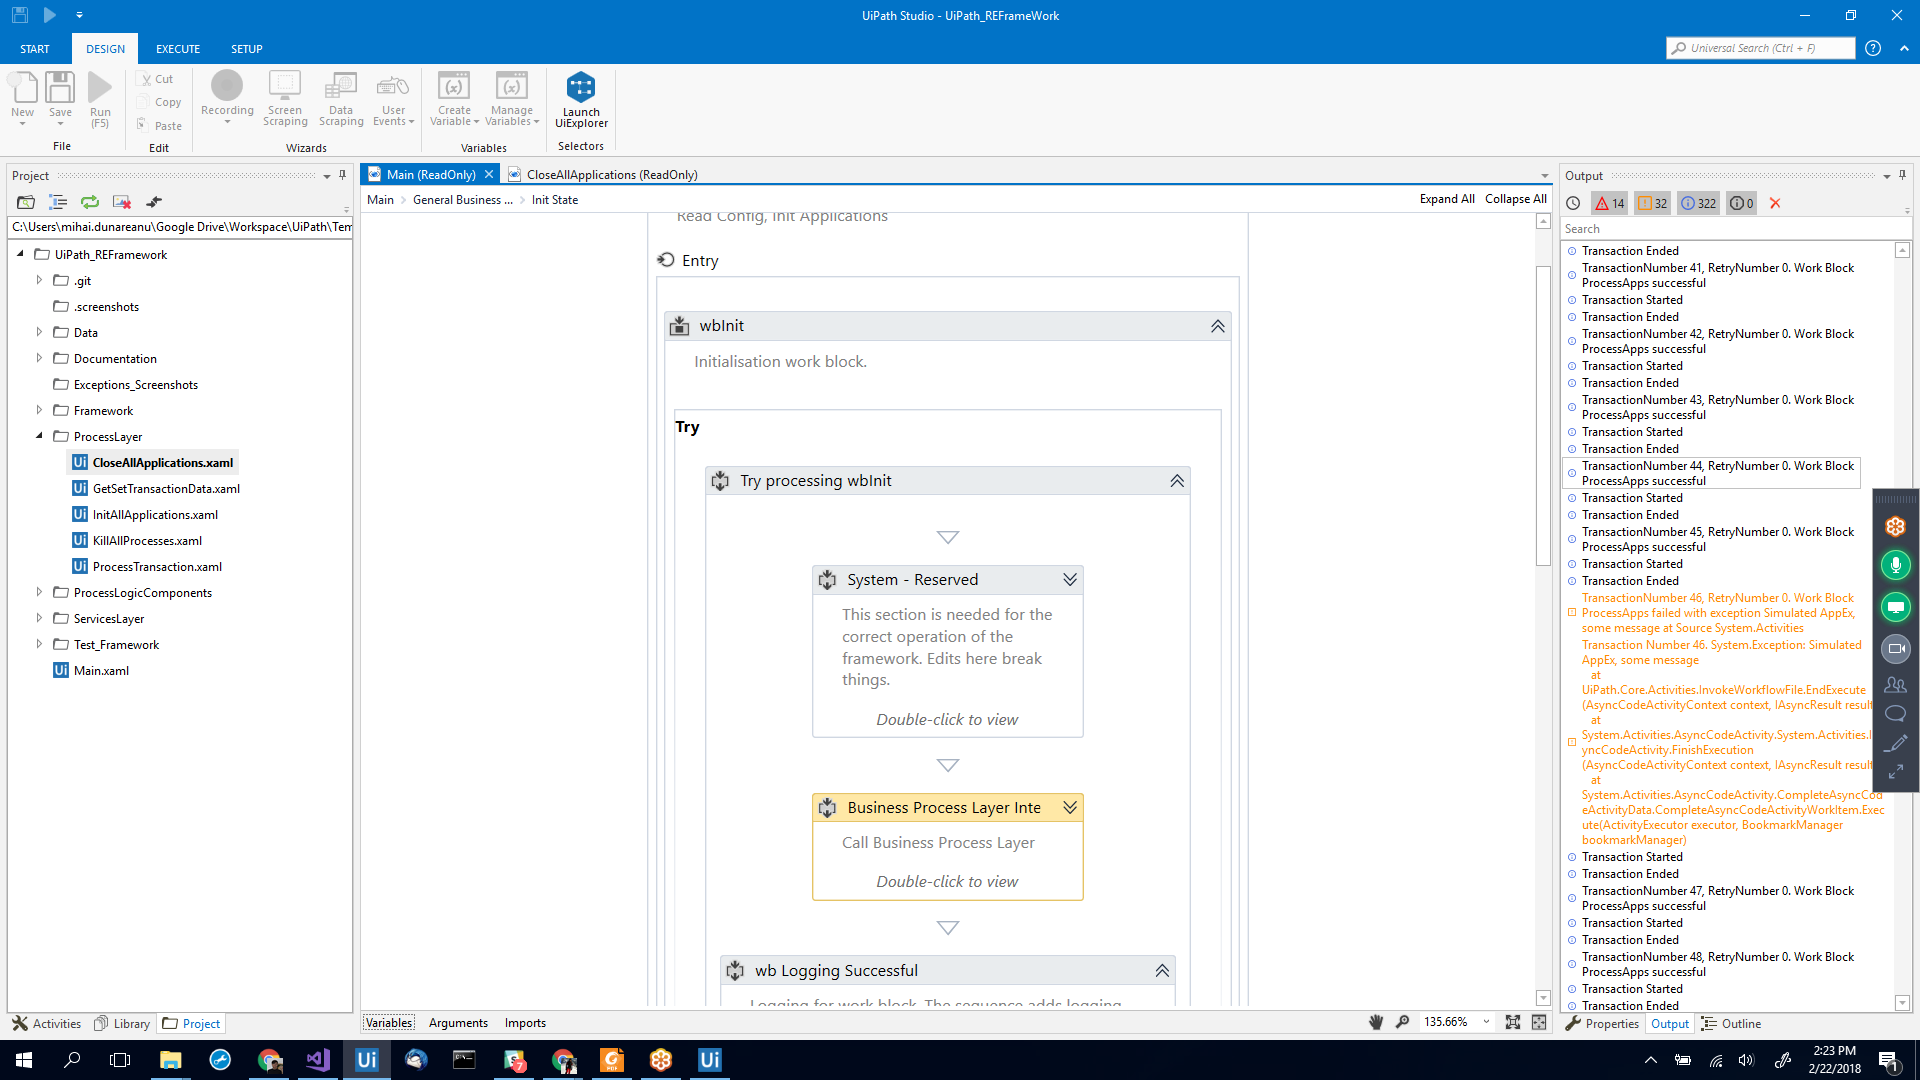 UiPath Studio - UiPath_REFrameWork
START
DESIGN
EXECUTE
SETUP
Universal Search (Ctrl + F)
New
Save
Run
(F5)
File
Cut
Copy
Paste
Edit
Recording
Screen
Scraping
Data
Scraping
User
Events
Wizards
Create
Variable
Manage
Variables
Variables
Launch
UiExplorer
Selectors
Project
C:\Users\mihai.dunareanu\Google Drive\Workspace\UiPath\Tem
UiPath_REFramework
.git
.screenshots
Data
Documentation
Exceptions_Screenshots
Framework
ProcessLayer
CloseAllApplications.xaml
GetSetTransactionData.xaml
InitAllApplications.xaml
KillAllProcesses.xaml
ProcessTransaction.xaml
ProcessLogicComponents
ServicesLayer
Test_Framework
Main.xaml
Activities
Library
Project
Main (ReadOnly)
CloseAllApplications (ReadOnly)
Main > General Business ... > Init State
Expand All
Collapse All
Read Config, Init Applications
Entry
wbInit
Initialisation work block.
Try
Try processing wbInit
System - Reserved
This section is needed for the
correct operation of the
framework. Edits here break
things.
Double-click to view
Business Process Layer Inte
Call Business Process Layer
Double-click to view
wb Logging Successful
Logging for work block. The sequence adds logging
Variables
Arguments
Imports
135.66%
Output
14
32
322
0
Search
Transaction Ended
TransactionNumber 41, RetryNumber 0. Work Block
ProcessApps successful
Transaction Started
Transaction Ended
TransactionNumber 42, RetryNumber 0. Work Block
ProcessApps successful
Transaction Started
Transaction Ended
TransactionNumber 43, RetryNumber 0. Work Block
ProcessApps successful
Transaction Started
Transaction Ended
TransactionNumber 44, RetryNumber 0. Work Block
ProcessApps successful
Transaction Started
Transaction Ended
TransactionNumber 45, RetryNumber 0. Work Block
ProcessApps successful
Transaction Started
Transaction Ended
TransactionNumber 46, RetryNumber 0. Work Block
ProcessApps failed with exception Simulated AppEx,
some message at Source System.Activities
Transaction Number 46. System.Exception: Simulated
AppEx, some message
at
UiPath.Core.Activities.InvokeWorkflowFile.EndExecute
(AsyncCodeActivityContext context, IAsyncResult result
at
System.Activities.AsyncCodeActivity.System.Activities.I
yncCodeActivity.FinishExecution
(AsyncCodeActivityContext context, IAsyncResult result
at
System.Activities.AsyncCodeActivity.CompleteAsyncCod
eActivityData.CompleteAsyncCodeActivityWorkItem.Exec
ute(ActivityExecutor executor, BookmarkManager
bookmarkManager)
Transaction Started
Transaction Ended
TransactionNumber 47, RetryNumber 0. Work Block
ProcessApps successful
Transaction Started
Transaction Ended
TransactionNumber 48, RetryNumber 0. Work Block
ProcessApps successful
Transaction Started
Transaction Ended
Properties
Output
Outline
2:23 PM
2/22/2018